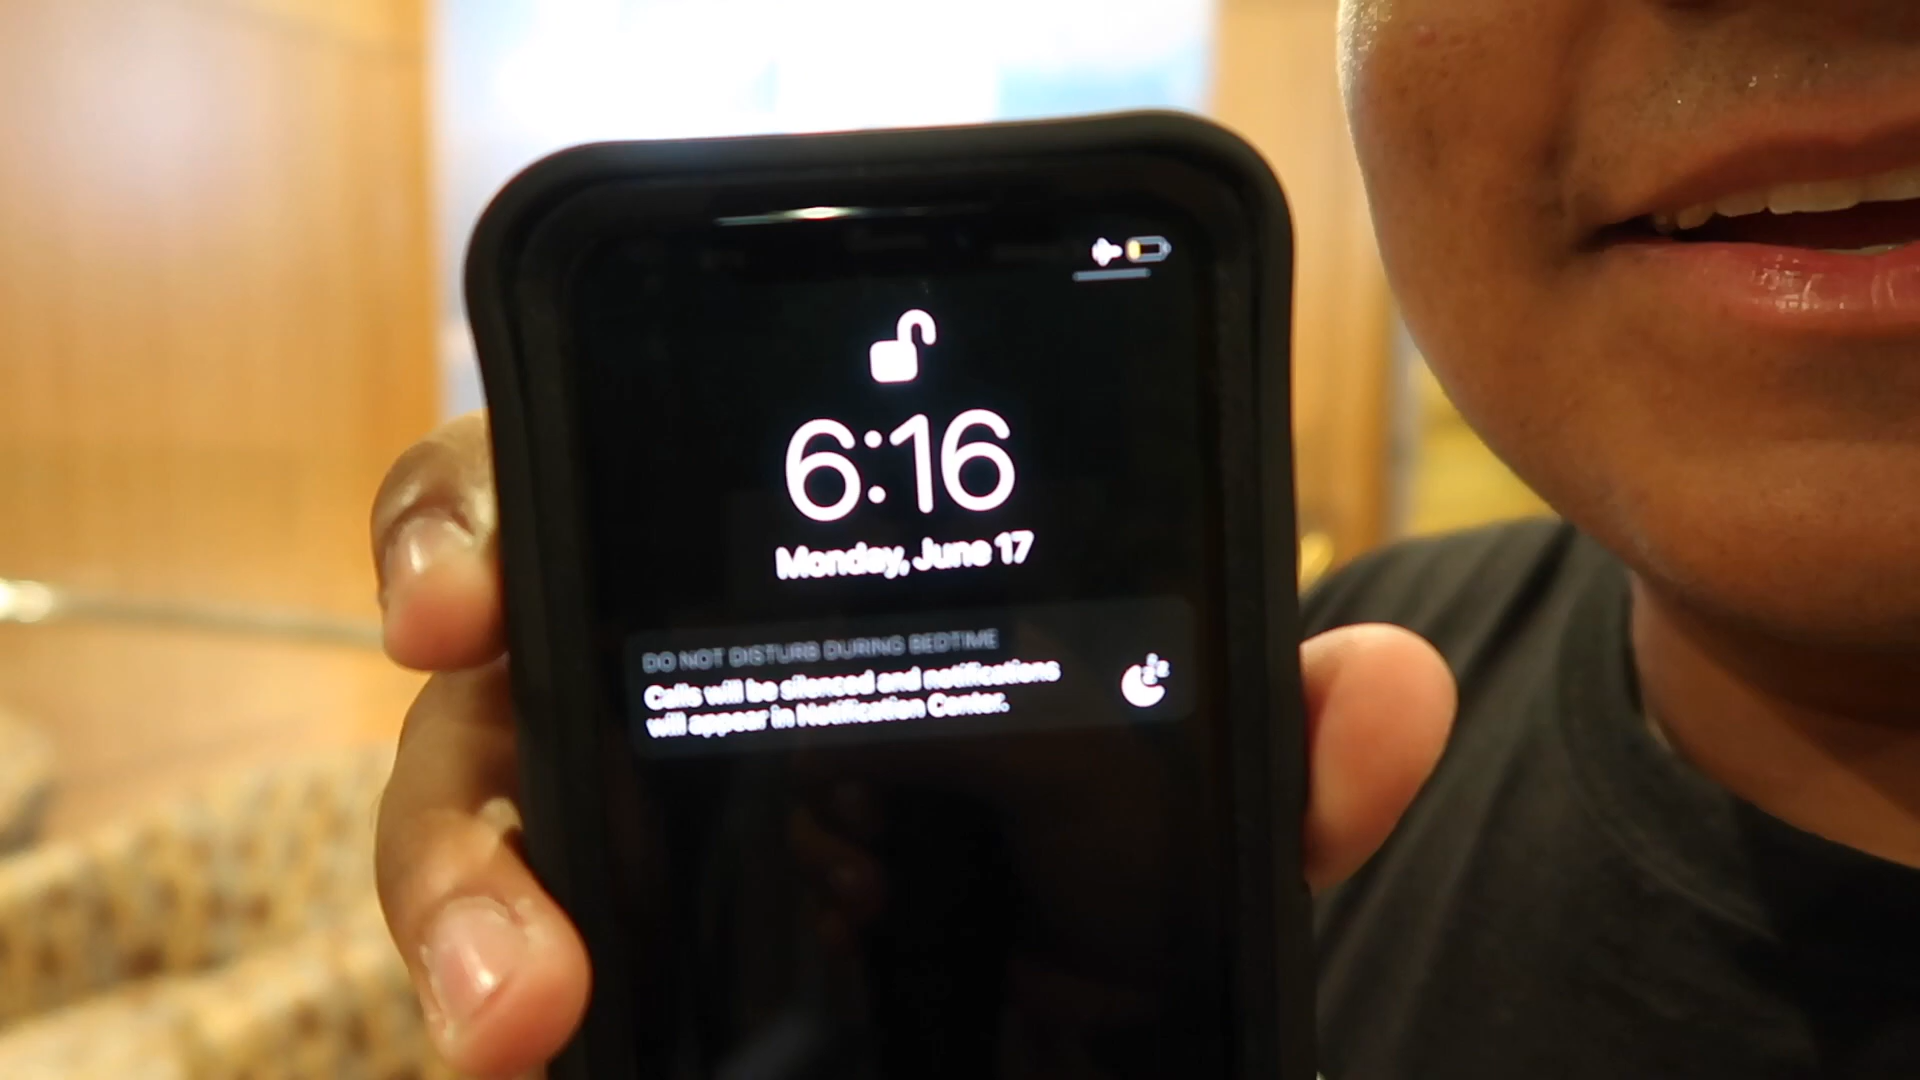 6:16
Monday, June 17
DO NOT DISTURB DURING BEDTIME
Calls will be silenced and notifications
will appear in Notification Center.